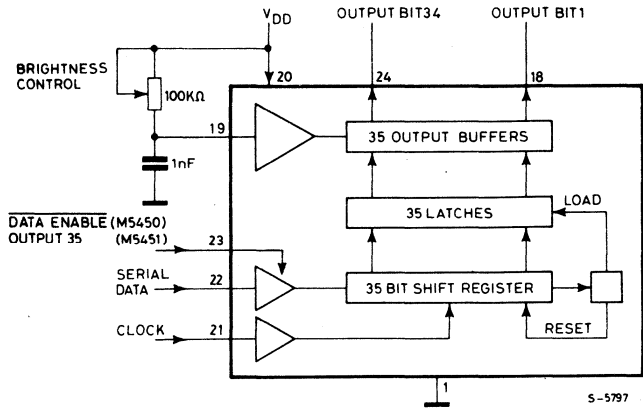 VDD
OUTPUT BIT34
OUTPUT BIT1
BRIGHTNESS
CONTROL
100KΩ
20
24
18
19
35 OUTPUT BUFFERS
1nF
LOAD
DATA ENABLE (M5450)
OUTPUT 35 (M5451)
35 LATCHES
23
SERIAL
DATA
22
35 BIT SHIFT REGISTER
CLOCK
21
RESET
1
S-5797